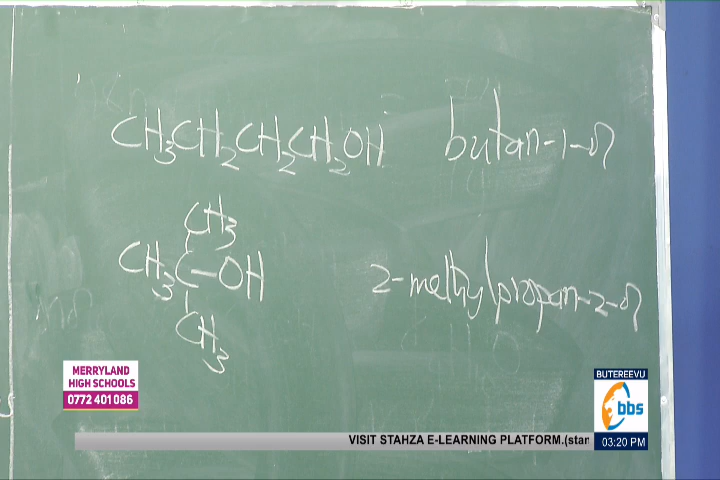 CH3CH2CH2CH2OH butan-1-ol
CH3
CH3C-OH 2-methylpropan-2-ol
CH3
MERRYLAND
HIGH SCHOOLS
0772 401 086
BUTEREEVU
bbs
VISIT STAHZA E-LEARNING PLATFORM.(stan
03:20 PM